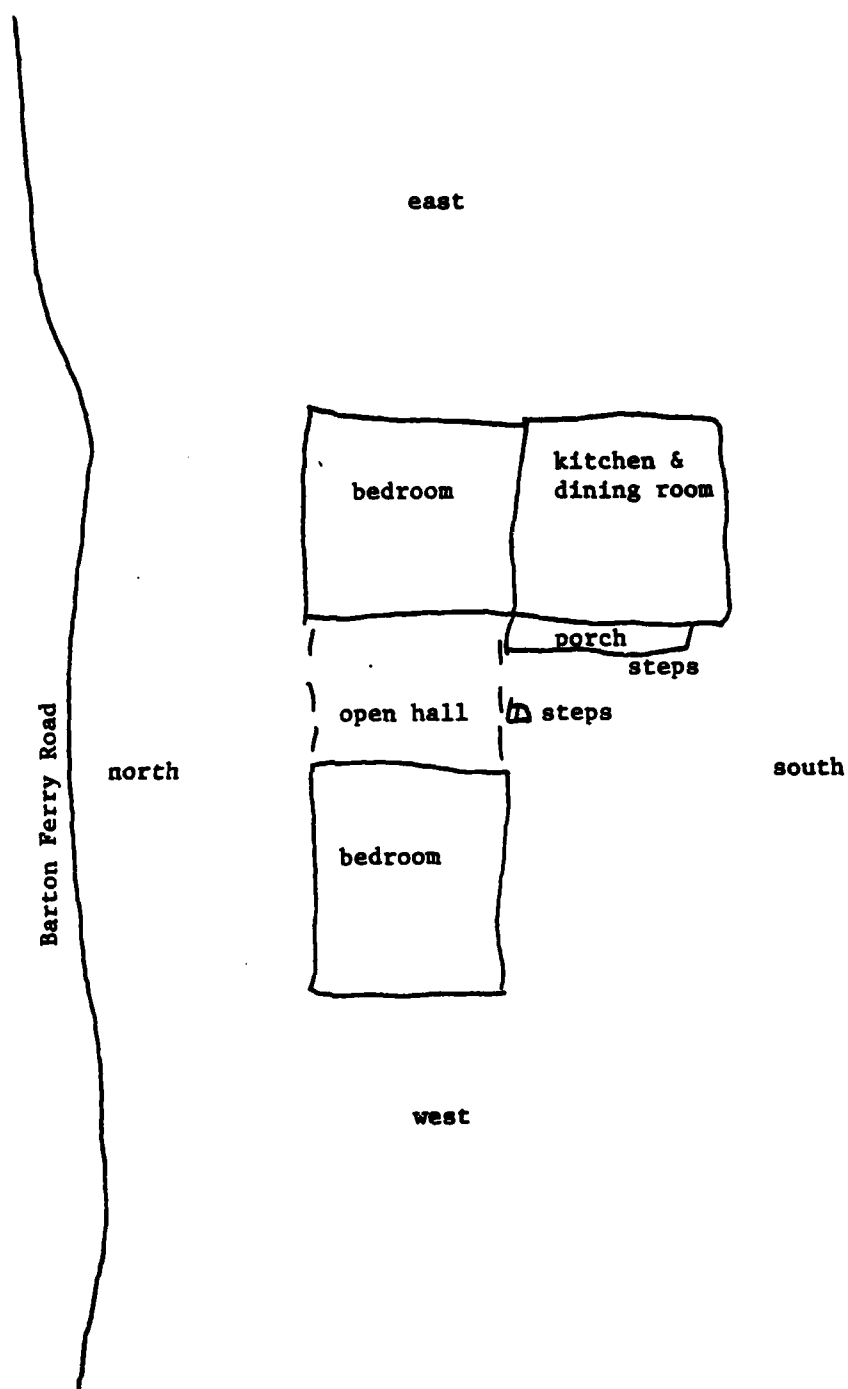 east
kitchen &
dining room
bedroom
porch
steps
open hall
steps
Barton Ferry Road
north
south
bedroom
west